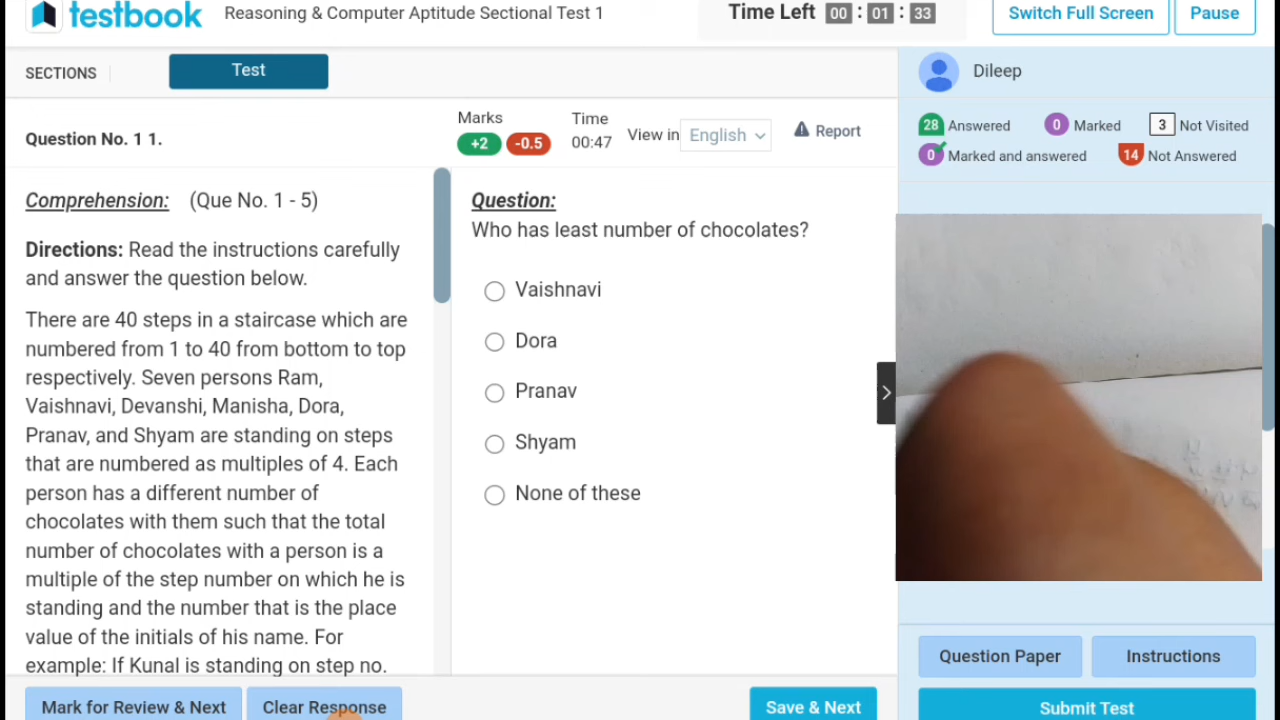 testbook
Reasoning & Computer Aptitude Sectional Test 1
Time Left 00 : 01 : 33
Switch Full Screen
Pause
SECTIONS
Test
Dileep
28 Answered
0 Marked
3 Not Visited
0 Marked and answered
14 Not Answered
Question No. 1 1.
Marks
+2 -0.5
Time
00:47
View in English
Report
Comprehension: (Que No. 1 - 5)
Directions: Read the instructions carefully
and answer the question below.
There are 40 steps in a staircase which are
numbered from 1 to 40 from bottom to top
respectively. Seven persons Ram,
Vaishnavi, Devanshi, Manisha, Dora,
Pranav, and Shyam are standing on steps
that are numbered as multiples of 4. Each
person has a different number of
chocolates with them such that the total
number of chocolates with a person is a
multiple of the step number on which he is
standing and the number that is the place
value of the initials of his name. For
example: If Kunal is standing on step no.
Question:
Who has least number of chocolates?
Vaishnavi
Dora
Pranav
Shyam
None of these
Mark for Review & Next
Clear Response
Save & Next
Question Paper
Instructions
Submit Test